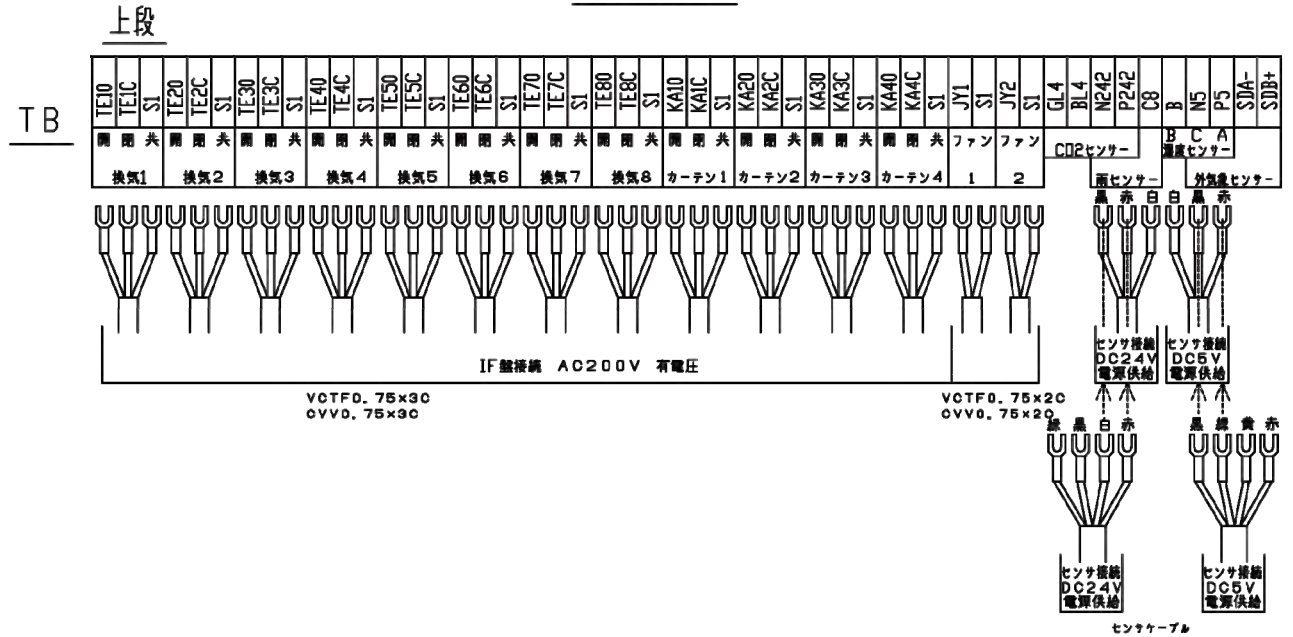 上段
TB
TE1O TE1C S1 TE2O TE2C S1 TE3O TE3C S1 TE4O TE4C S1 TE5O TE5C S1 TE6O TE6C S1 TE7O TE7C S1 TE8O TE8C S1 KA1O KA1C S1 KA2O KA2C S1 KA3O KA3C S1 KA4O KA4C S1 JY1 S1 JY2 S1 GL4 BL4 N242 P242 C8 B N5 P5 SDA- SDB+
開 閉 共 開 閉 共 開 閉 共 開 閉 共 開 閉 共 開 閉 共 開 閉 共 開 閉 共 開 閉 共 開 閉 共 開 閉 共 開 閉 共 ファン ファン CO2センサー B C A
湿度センサー
換気1 換気2 換気3 換気4 換気5 換気6 換気7 換気8 カーテン1 カーテン2 カーテン3 カーテン4 1 2 雨センサー 外気象センサー
黒 赤 白 白 黒 赤
センサ接続
DC24V
電源供給
センサ接続
DC5V
電源供給
IF盤接続 AC200V 有電圧
VCTF0.75×3C
CVV0.75×3C
VCTF0.75×2C
CVV0.75×2C
緑 黒 白 赤
黒 緑 黄 赤
センサ接続
DC24V
電源供給
センサ接続
DC5V
電源供給
センサケーブル